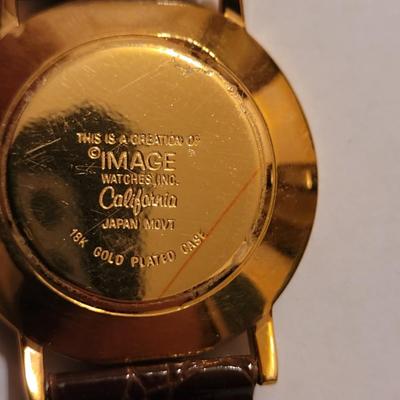 THIS IS A CREATION OF
©IMAGE
WATCHES, INC.
California
JAPAN MOVT
18K GOLD PLATED CASE